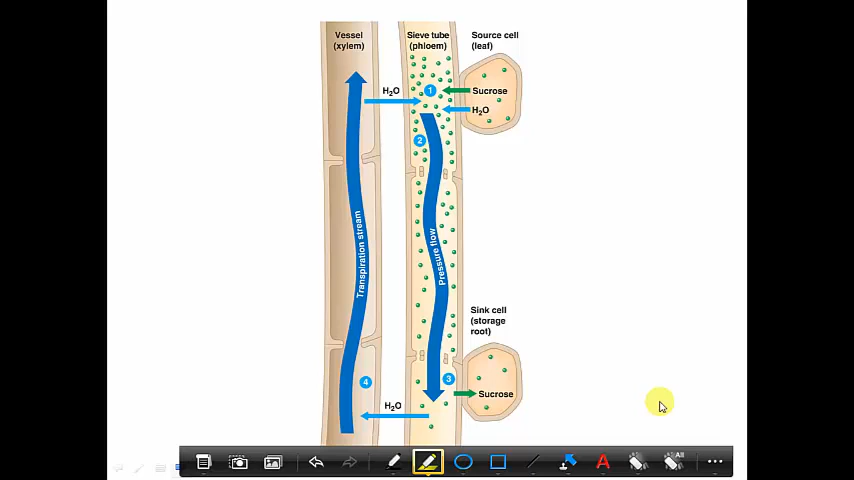 Vessel
(xylem)
Sieve tube
(phloem)
Source cell
(leaf)
H2O
1
Sucrose
H2O
2
Transpiration stream
Pressure flow
Sink cell
(storage
root)
4
3
Sucrose
H2O
A
All